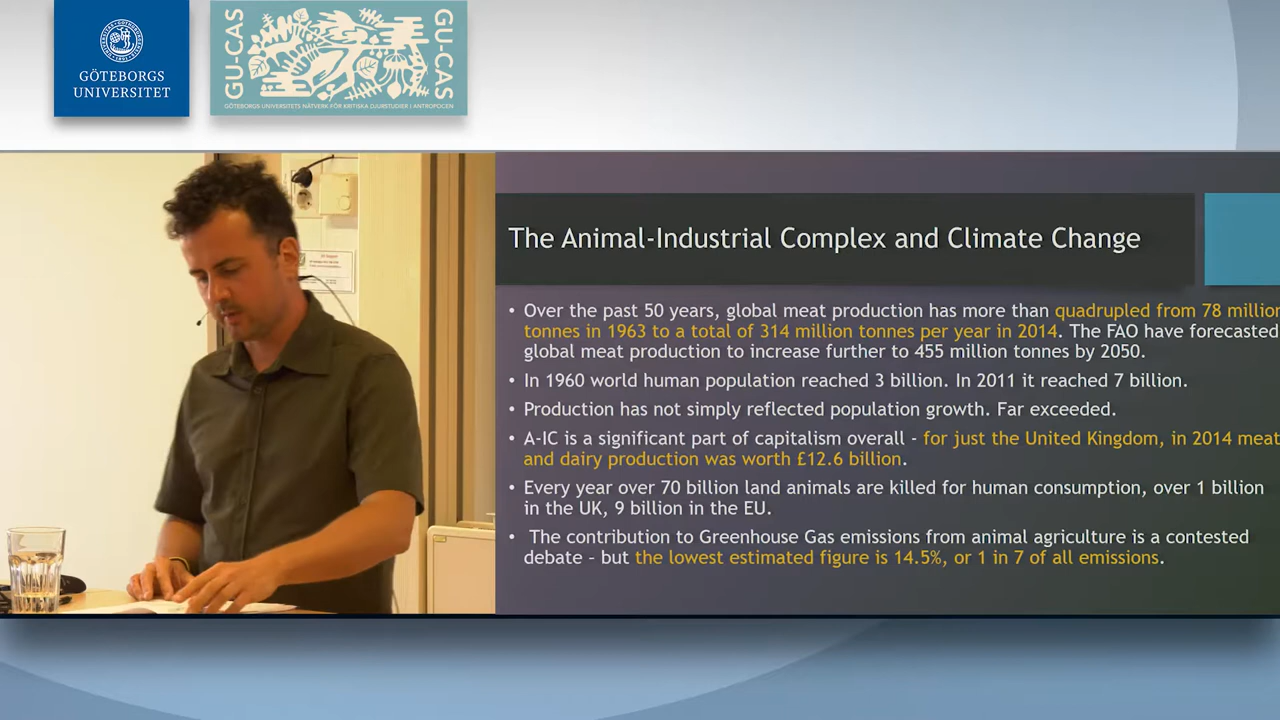 GÖTEBORGS
UNIVERSITET
GU-CAS
GU-CAS
GÖTEBORGS UNIVERSITETS NÄTVERK FÖR KRITISKA DJURSTUDIER I ANTROPOCEN
The Animal-Industrial Complex and Climate Change
• Over the past 50 years, global meat production has more than quadrupled from 78 million
tonnes in 1963 to a total of 314 million tonnes per year in 2014. The FAO have forecasted
global meat production to increase further to 455 million tonnes by 2050.
• In 1960 world human population reached 3 billion. In 2011 it reached 7 billion.
• Production has not simply reflected population growth. Far exceeded.
• A-IC is a significant part of capitalism overall - for just the United Kingdom, in 2014 meat
and dairy production was worth £12.6 billion.
• Every year over 70 billion land animals are killed for human consumption, over 1 billion
in the UK, 9 billion in the EU.
• The contribution to Greenhouse Gas emissions from animal agriculture is a contested
debate – but the lowest estimated figure is 14.5%, or 1 in 7 of all emissions.